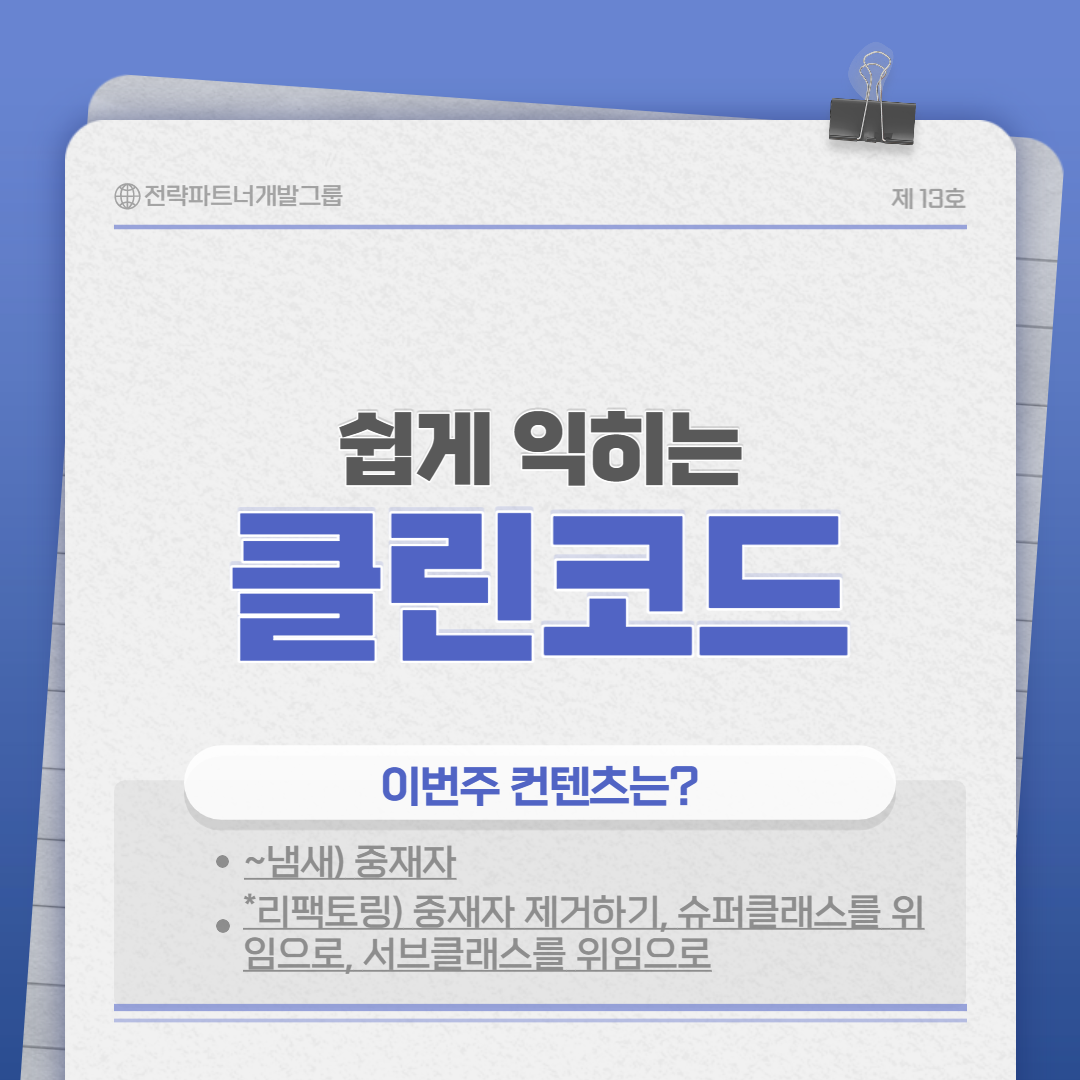 전략파트너개발그룹
제 13호
쉽게 익히는
클린코드
이번주 컨텐츠는?
~냄새) 중재자
*리팩토링) 중재자 제거하기, 슈퍼클래스를 위
임으로, 서브클래스를 위임으로